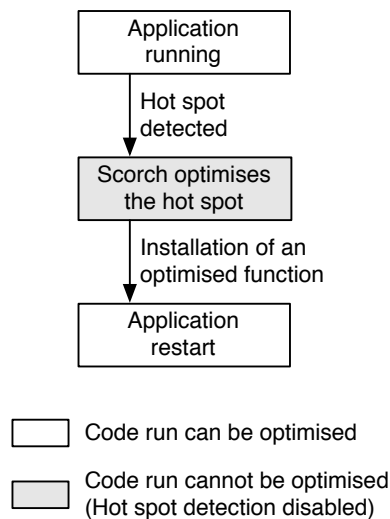 Application
running
Hot spot
detected
Scorch optimises
the hot spot
Installation of an
optimised function
Application
restart
Code run can be optimised
Code run cannot be optimised
(Hot spot detection disabled)